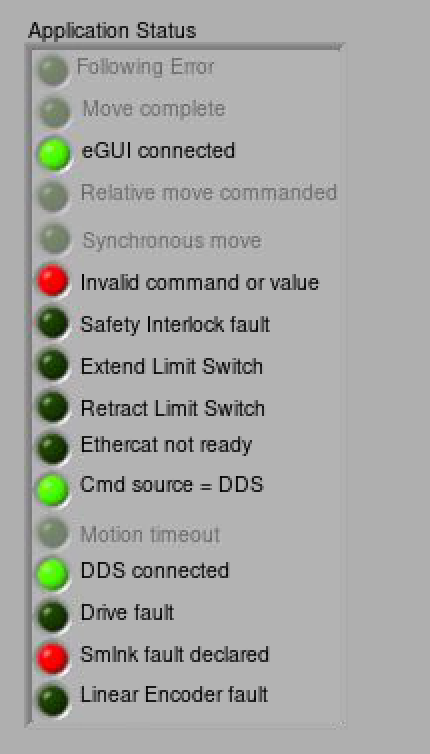 Application Status
Following Error
Move complete
eGUI connected
Relative move commanded
Synchronous move
Invalid command or value
Safety Interlock fault
Extend Limit Switch
Retract Limit Switch
Ethercat not ready
Cmd source = DDS
Motion timeout
DDS connected
Drive fault
Smlnk fault declared
Linear Encoder fault